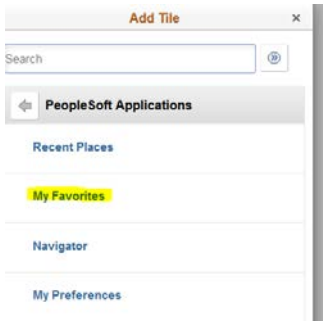 Add Tile ×
Search
PeopleSoft Applications
Recent Places
My Favorites
Navigator
My Preferences